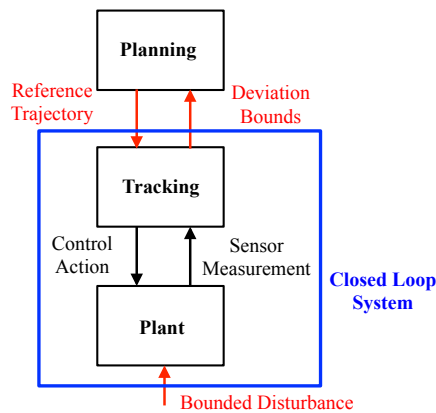 Planning
Reference
Trajectory
Deviation
Bounds
Tracking
Control
Action
Sensor
Measurement
Closed Loop
System
Plant
Bounded Disturbance